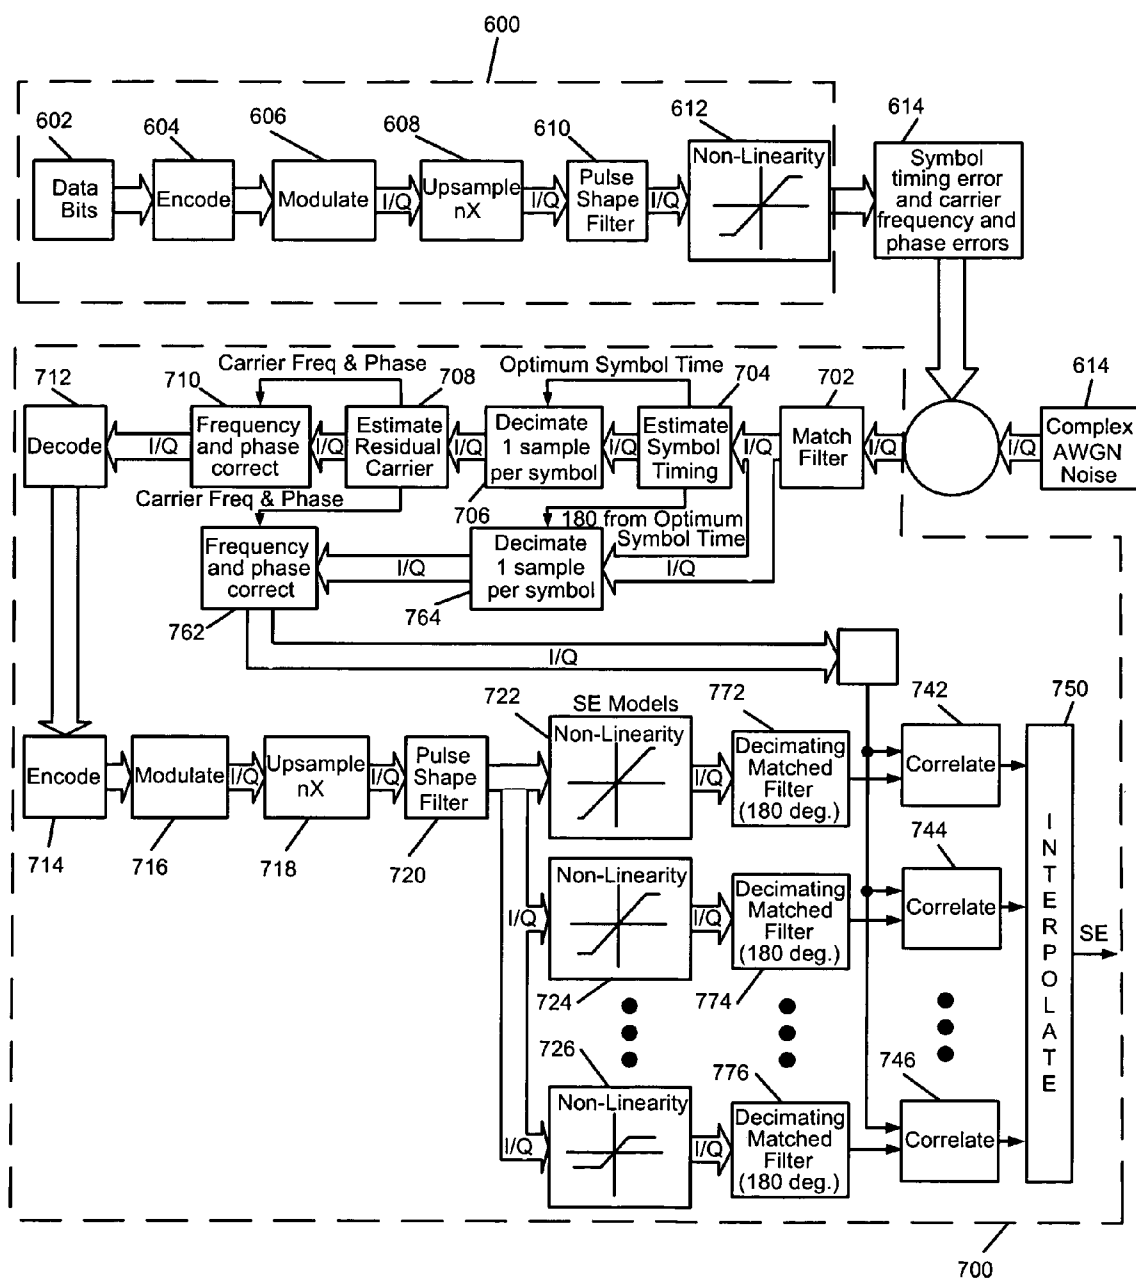 600
602
604
606
608
610
612
614
Data
Bits
Encode
Modulate
I/Q
Upsample
nX
I/Q
Pulse
Shape
Filter
I/Q
Non-Linearity
Symbol
timing error
and carrier
frequency and
phase errors
Carrier Freq & Phase
Optimum Symbol Time
712
710
708
704
702
614
Decode
I/Q
Frequency
and phase
correct
I/Q
Estimate
Residual
Carrier
I/Q
Decimate
1 sample
per symbol
I/Q
Estimate
Symbol
Timing
I/Q
Match
Filter
I/Q
I/Q
Complex
AWGN
Noise
Carrier Freq & Phase
706
180 from Optimum
Symbol Time
Frequency
and phase
correct
I/Q
Decimate
1 sample
per symbol
I/Q
762
764
I/Q
722
SE Models
772
742
750
Encode
Modulate
I/Q
Upsample
nX
I/Q
Pulse
Shape
Filter
Non-Linearity
I/Q
Decimating
Matched
Filter
(180 deg.)
Correlate
714
716
718
720
744
I/Q
Non-Linearity
I/Q
Decimating
Matched
Filter
(180 deg.)
Correlate
INTERPOLATE
SE
724
774
726
776
746
I/Q
Non-Linearity
I/Q
Decimating
Matched
Filter
(180 deg.)
Correlate
700